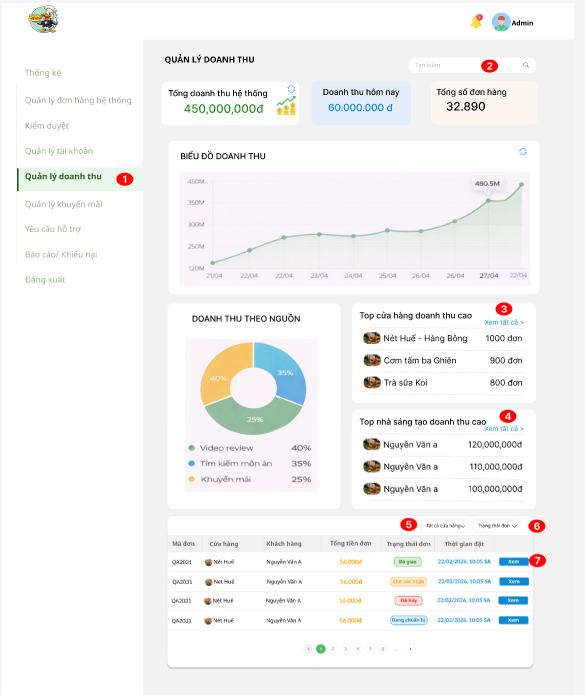 1
Admin
QUẢN LÝ DOANH THU
Tìm kiếm
2
Thống kê
Quản lý đơn hàng hệ thống
Kiểm duyệt
Quản lý tài khoản
Quản lý doanh thu
1
Quản lý khuyến mãi
Yêu cầu hỗ trợ
Báo cáo/ Khiếu nại
Đăng xuất
Tổng doanh thu hệ thống
450,000,000đ
Doanh thu hôm nay
60.000.000 đ
Tổng số đơn hàng
32.890
BIỂU ĐỒ DOANH THU
480.5M
450M
350M
300M
250M
120M
21/04 22/04 22/04 23/04 24/04 25/04 26/04 26/04 27/04 22/04
DOANH THU THEO NGUỒN
40%
35%
25%
Video review 40%
Tìm kiếm món ăn 35%
Khuyến mãi 25%
3
Top cửa hàng doanh thu cao
Xem tất cả >
Nét Huế - Hàng Bông 1000 đơn
Cơm tấm ba Ghiền 900 đơn
Trà sữa Koi 800 đơn
4
Top nhà sáng tạo doanh thu cao
Xem tất cả >
Nguyễn Văn a 120,000,000đ
Nguyễn Văn a 110,000,000đ
Nguyễn Văn a 100,000,000đ
5 Tất cả cửa hàng Trạng thái đơn 6
Mã đơn Cửa hàng Khách hàng Tổng tiền đơn Trạng thái đơn Thời gian đặt
QA2031 Nét Huế Nguyễn Văn A 56.000đ Đã giao 22/02/2026, 10:05 SA Xem 7
QA2031 Nét Huế Nguyễn Văn A 56.000đ Chờ xác nhận 22/02/2026, 10:05 SA Xem
QA2031 Nét Huế Nguyễn Văn A 56.000đ Đã hủy 22/02/2026, 10:05 SA Xem
QA2031 Nét Huế Nguyễn Văn A 56.000đ Đang chuẩn bị 22/02/2026, 10:05 SA Xem
< 1 2 3 4 5 6 ... >